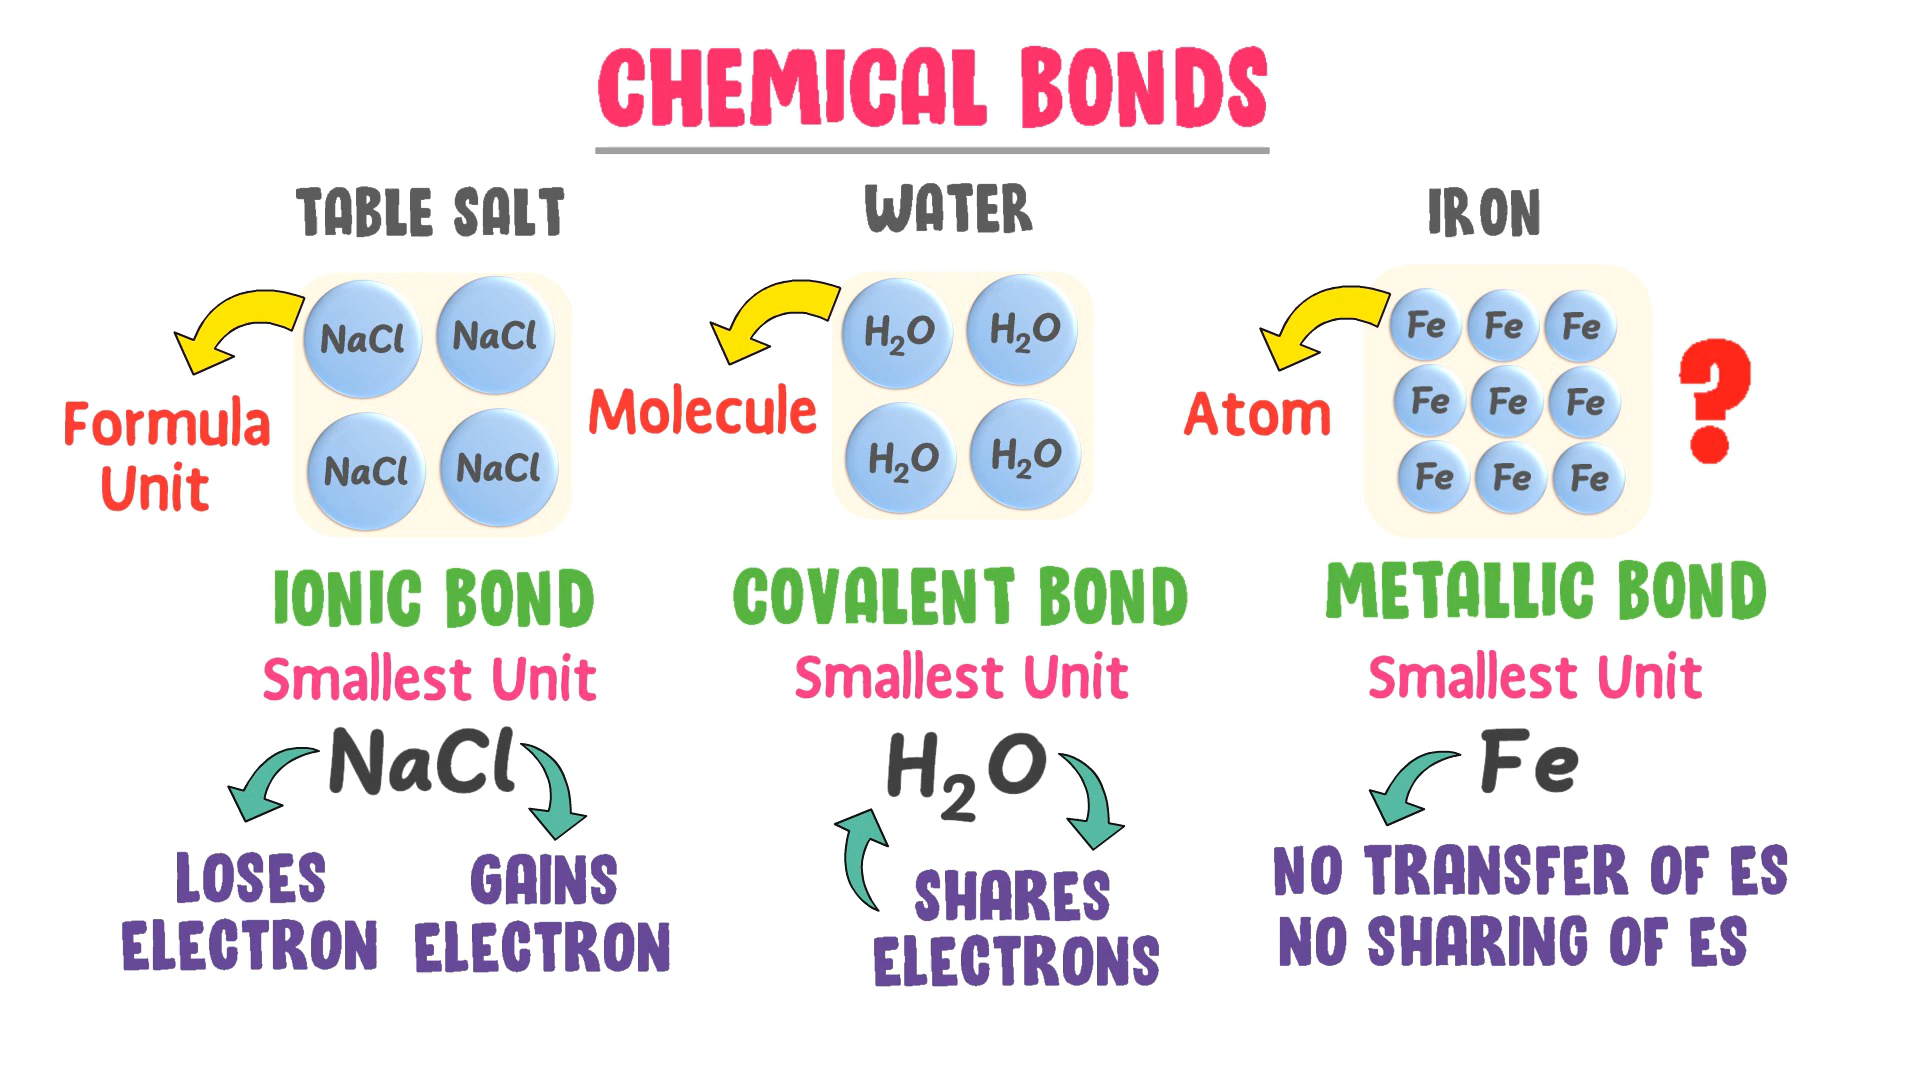 CHEMICAL BONDS
TABLE SALT
NaCl NaCl
NaCl NaCl
Formula
Unit
IONIC BOND
Smallest Unit
NaCl
LOSES
ELECTRON
GAINS
ELECTRON
WATER
H₂O H₂O
H₂O H₂O
Molecule
COVALENT BOND
Smallest Unit
H₂O
SHARES
ELECTRONS
IRON
Fe Fe Fe
Fe Fe Fe
Fe Fe Fe
Atom
?
METALLIC BOND
Smallest Unit
Fe
NO TRANSFER OF ES
NO SHARING OF ES